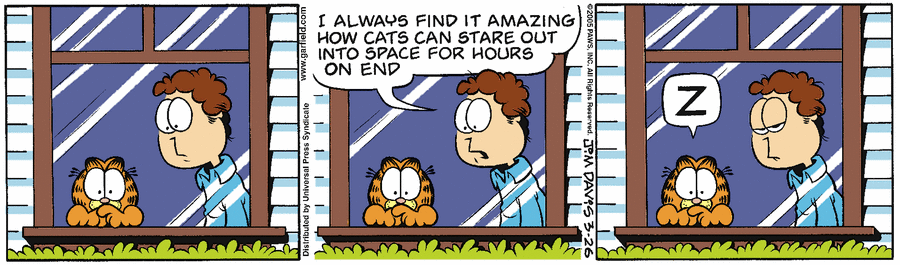 I ALWAYS FIND IT AMAZING
HOW CATS CAN STARE OUT
INTO SPACE FOR HOURS
ON END
www.garfield.com
Distributed by Universal Press Syndicate
Z
©2005 PAWS, INC. All Rights Reserved.
JIM DAVIS 3-26